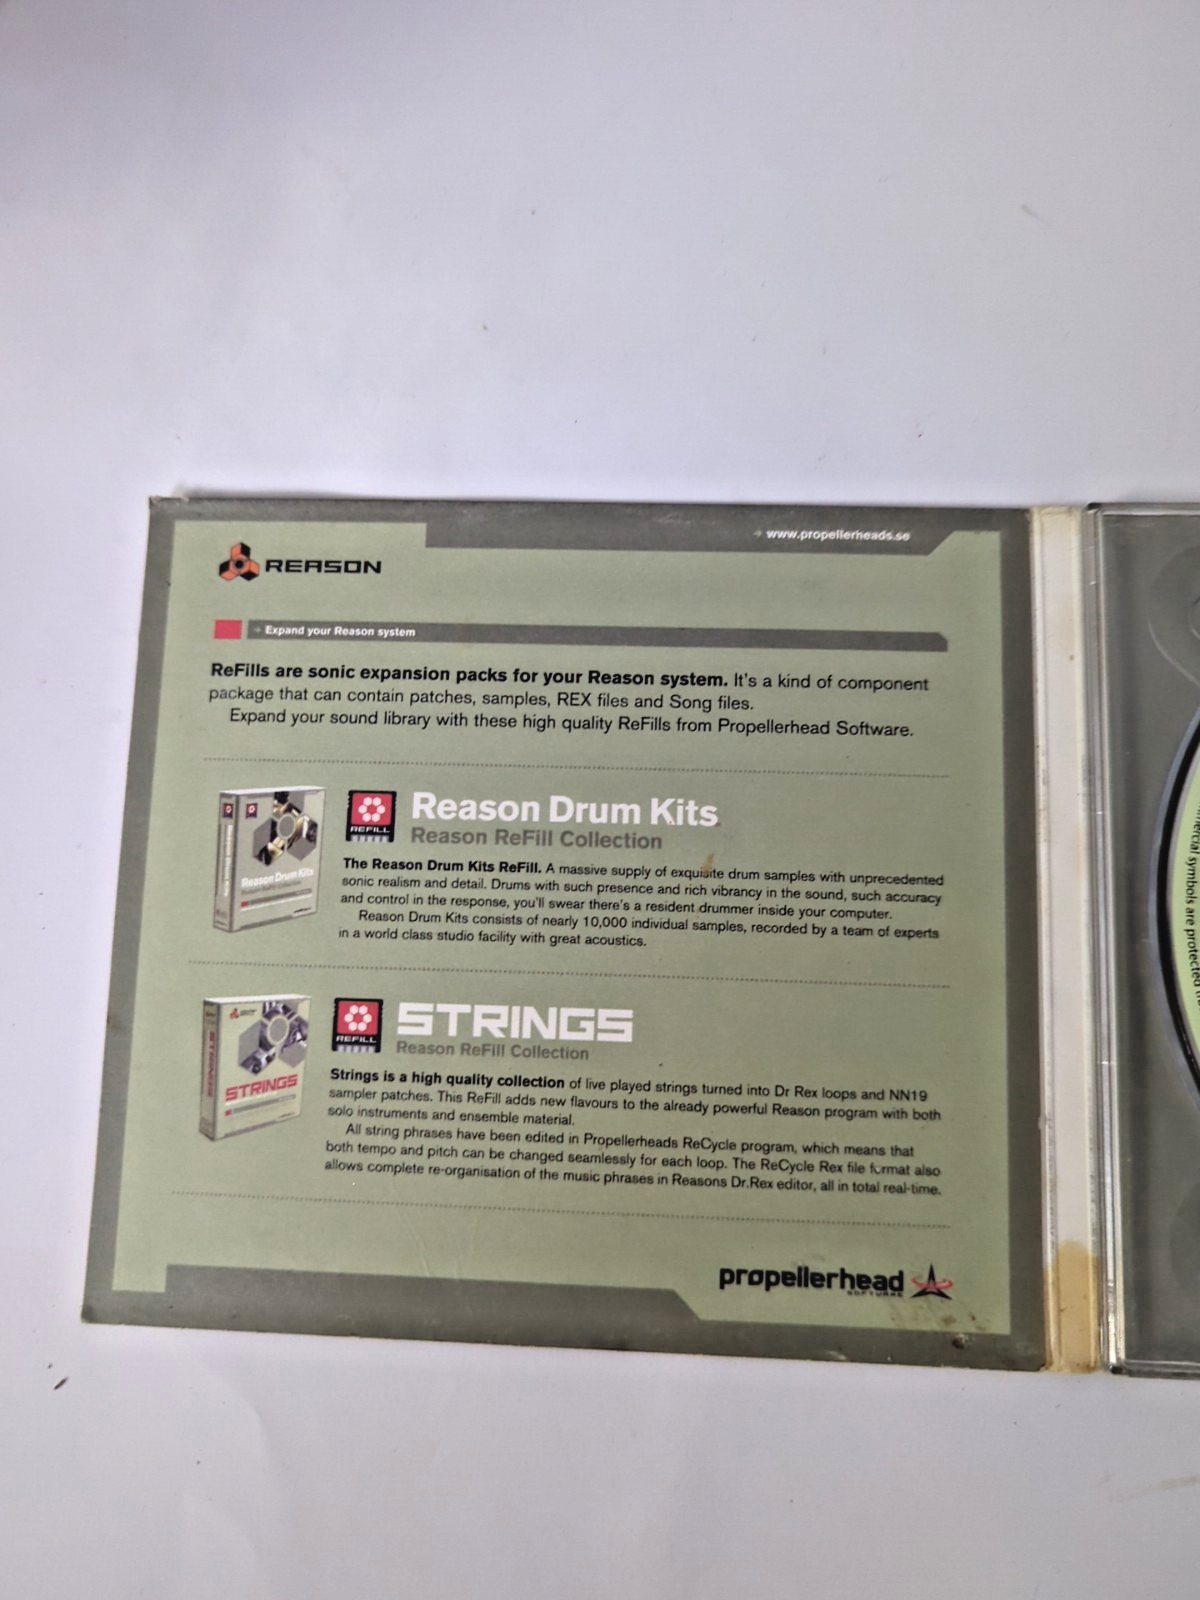 www.propellerheads.se
REASON
Expand your Reason system
ReFills are sonic expansion packs for your Reason system. It's a kind of component
package that can contain patches, samples, REX files and Song files.
Expand your sound library with these high quality ReFills from Propellerhead Software.
Reason Drum Kits
Reason ReFill Collection
REFILL
Reason Drum Kits
The Reason Drum Kits ReFill. A massive supply of exquisite drum samples with unprecedented
sonic realism and detail. Drums with such presence and rich vibrancy in the sound, such accuracy
and control in the response, you'll swear there's a resident drummer inside your computer.
Reason Drum Kits consists of nearly 10,000 individual samples, recorded by a team of experts
in a world class studio facility with great acoustics.
STRINGS
Reason ReFill Collection
REFILL
STRINGS
STRINGS
Strings is a high quality collection of live played strings turned into Dr Rex loops and NN19
sampler patches. This ReFill adds new flavours to the already powerful Reason program with both
solo instruments and ensemble material.
All string phrases have been edited in Propellerheads ReCycle program, which means that
both tempo and pitch can be changed seamlessly for each loop. The ReCycle Rex file format also
allows complete re-organisation of the music phrases in Reasons Dr.Rex editor, all in total real-time.
propellerhead
SOFTWARE
symbols are protected